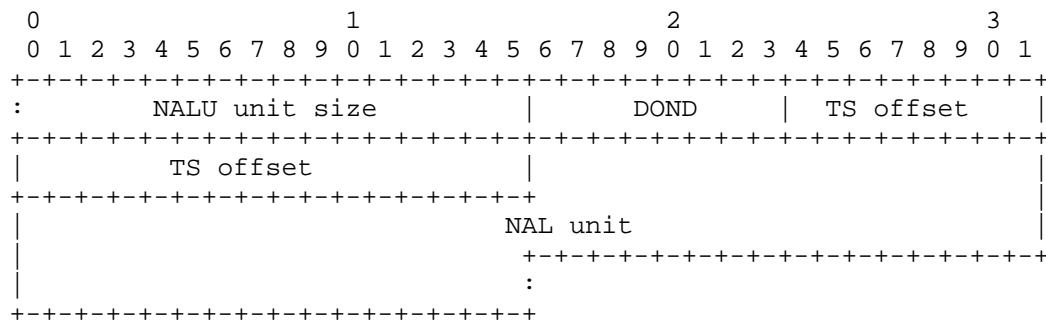 0 1 2 3
0 1 2 3 4 5 6 7 8 9 0 1 2 3 4 5 6 7 8 9 0 1 2 3 4 5 6 7 8 9 0 1
+-+-+-+-+-+-+-+-+-+-+-+-+-+-+-+-+-+-+-+-+-+-+-+-+-+-+-+-+-+-+-+-+
: NALU unit size | DOND | TS offset |
+-+-+-+-+-+-+-+-+-+-+-+-+-+-+-+-+-+-+-+-+-+-+-+-+-+-+-+-+-+-+-+-+
| TS offset | |
+-+-+-+-+-+-+-+-+-+-+-+-+-+-+-+-+ |
| NAL unit |
| +-+-+-+-+-+-+-+-+-+-+-+-+-+-+-+-+
| :
+-+-+-+-+-+-+-+-+-+-+-+-+-+-+-+-+